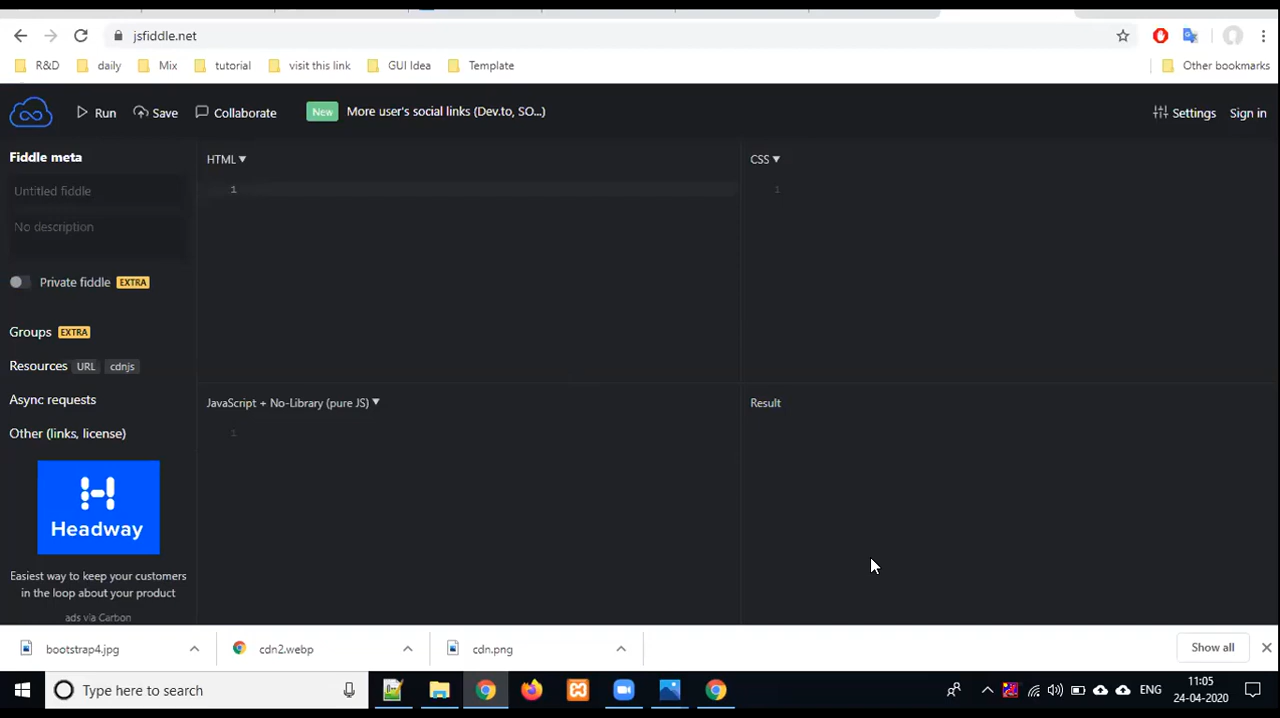 jsfiddle.net
R&D daily Mix tutorial visit this link GUI Idea Template Other bookmarks
Run Save Collaborate New More user's social links (Dev.to, SO...) Settings Sign in
Fiddle meta
Untitled fiddle
No description
Private fiddle EXTRA
Groups EXTRA
Resources URL cdnjs
Async requests
Other (links, license)
Headway
Easiest way to keep your customers
in the loop about your product
ads via Carbon
HTML
1
CSS
1
JavaScript + No-Library (pure JS)
1
Result
bootstrap4.jpg cdn2.webp cdn.png Show all
Type here to search ENG 11:05
24-04-2020